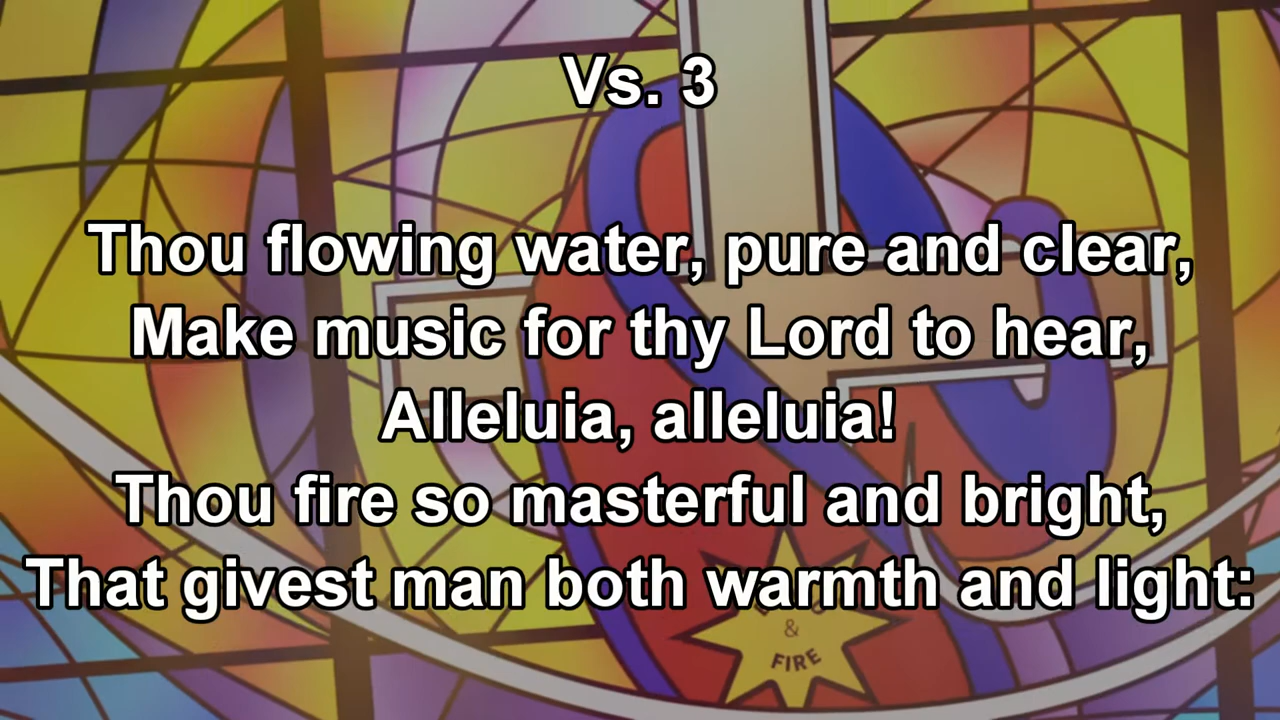 Vs. 3
Thou flowing water, pure and clear,
Make music for thy Lord to hear,
Alleluia, alleluia!
Thou fire so masterful and bright,
That givest man both warmth and light:
&
FIRE